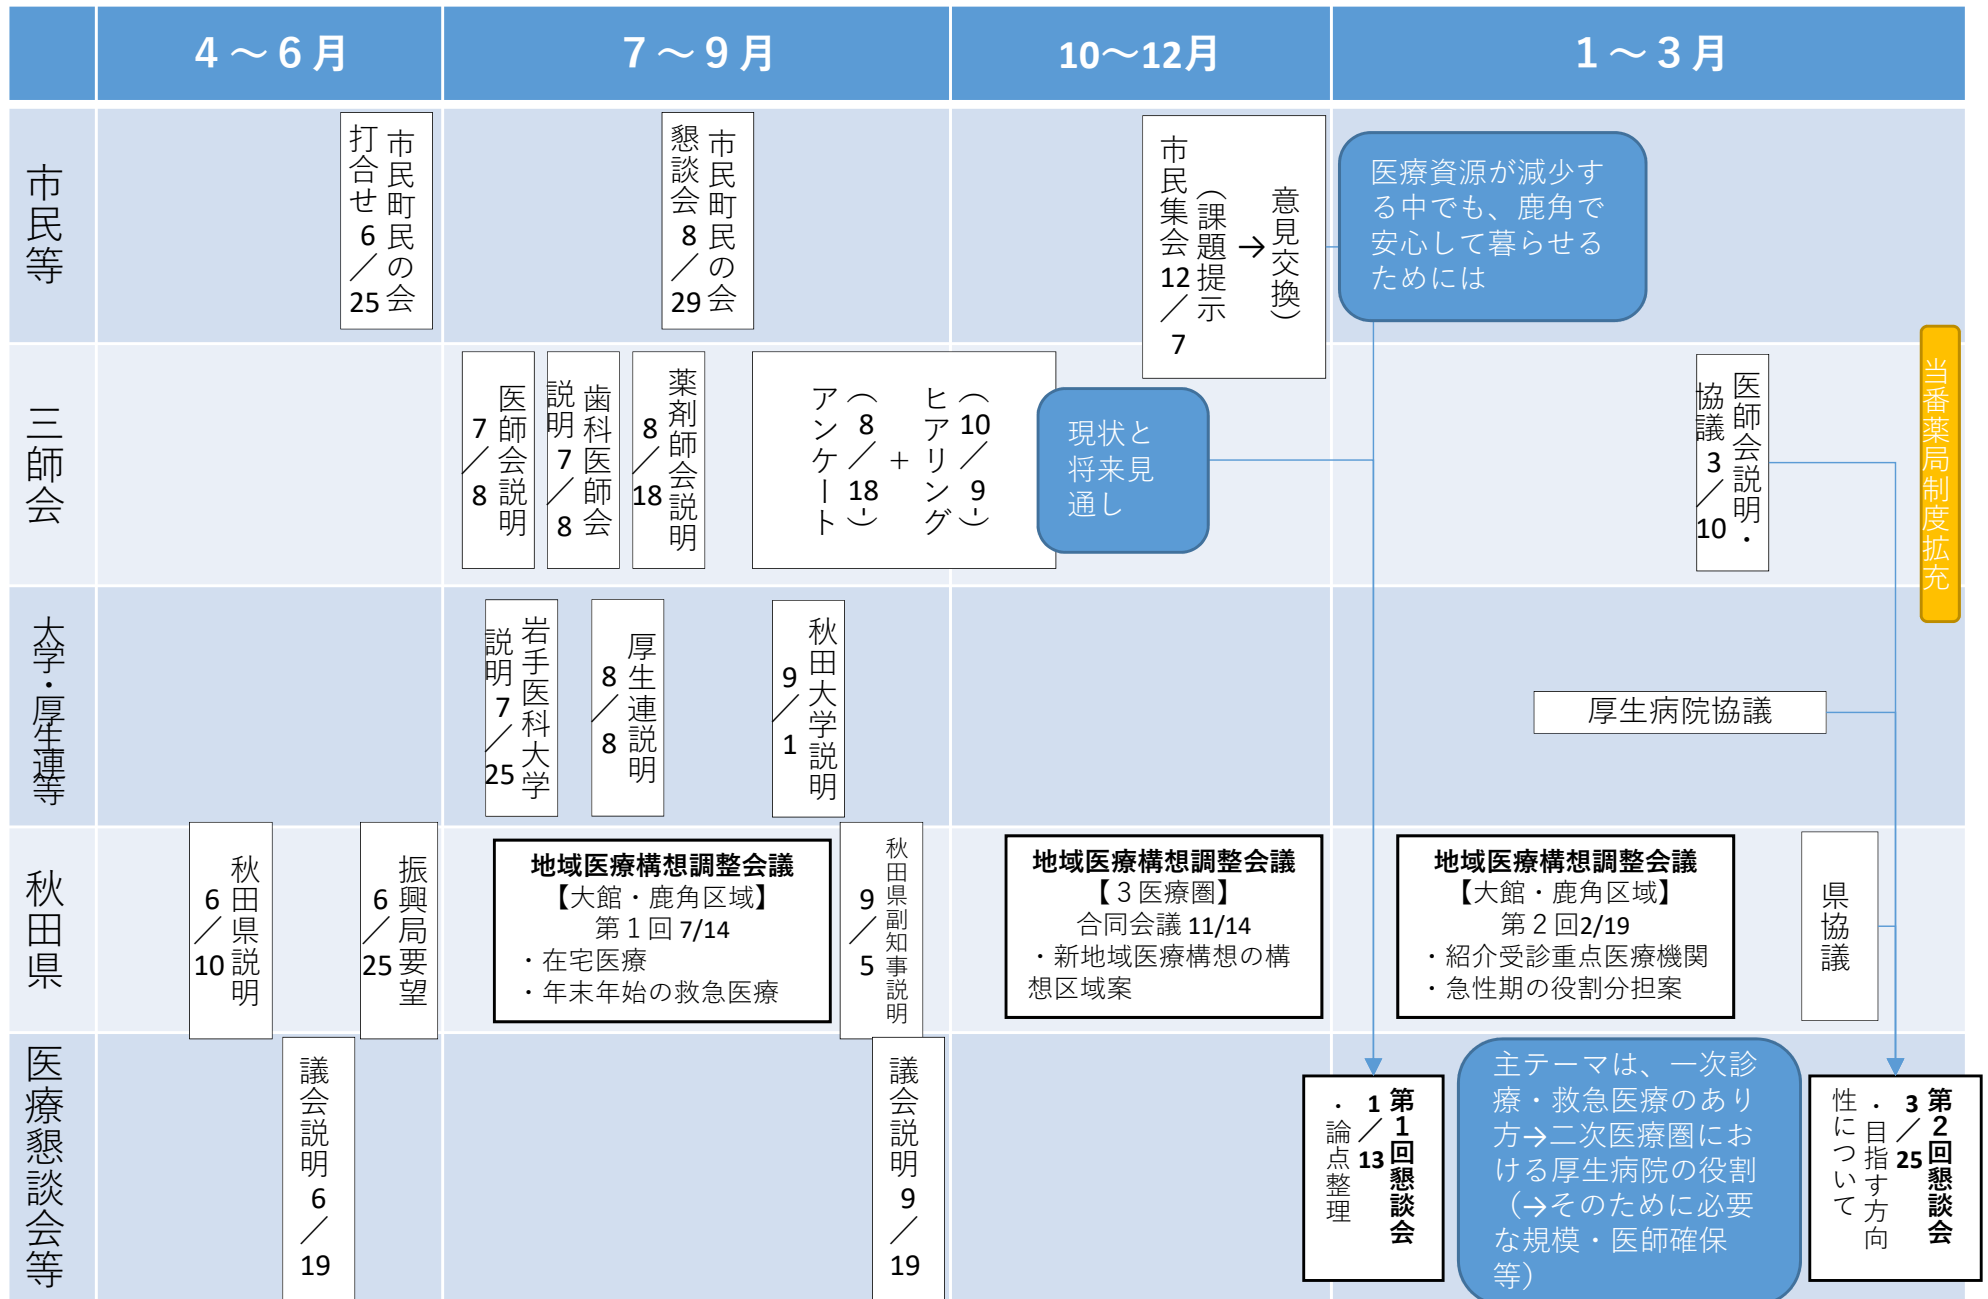 4～6月
7～9月
10～12月
1～3月
市民等
市民町民の会
打合せ 6／25
市民町民の会
懇談会 8／29
市民集会 12／7
（課題提示
→意見交換）
医療資源が減少す
る中でも、鹿角で
安心して暮らせる
ためには
三師会
医師会説明
7／8
歯科医師会
説明 7／8
薬剤師会説明
8／18
アンケート
（8／18-）
＋
ヒアリング
（10／9-）
現状と
将来見
通し
医師会説明・
協議 3／10
当番薬局制度拡充
大学・厚生連等
岩手医科大学
説明 7／25
厚生連説明
8／8
秋田大学説明
9／1
厚生病院協議
秋田県
秋田県説明
6／10
振興局要望
6／25
地域医療構想調整会議
【大館・鹿角区域】
第１回 7/14
・在宅医療
・年末年始の救急医療
秋田県副知事説明
9／5
地域医療構想調整会議
【３医療圏】
合同会議 11/14
・新地域医療構想の構
想区域案
地域医療構想調整会議
【大館・鹿角区域】
第２回2/19
・紹介受診重点医療機関
・急性期の役割分担案
県協議
医療懇談会等
議会説明 6／19
議会説明 9／19
第1回懇談会
1／13
・論点整理
主テーマは、一次診
療・救急医療のあり
方→二次医療圏にお
ける厚生病院の役割
（→そのために必要
な規模・医師確保
等）
第２回懇談会
3／25
・目指す方向
性について